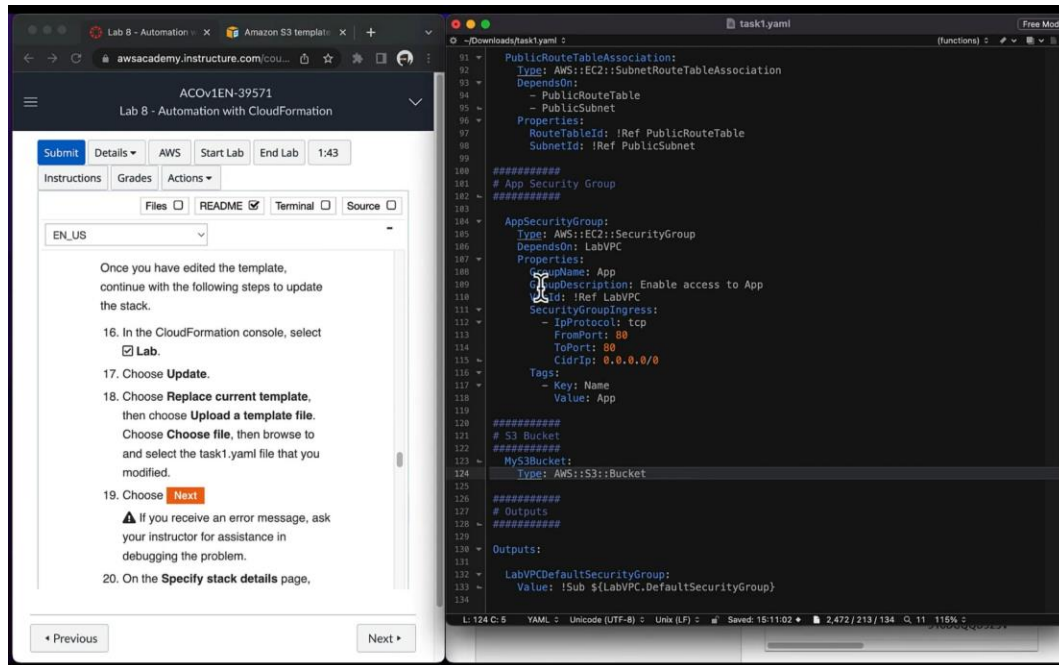 Lab 8 - Automation w
Amazon S3 templat
awsacademy.instructure.com/cou...
ACOv1EN-39571
Lab 8 - Automation with CloudFormation
Submit Details AWS Start Lab End Lab 1:43
Instructions Grades Actions
Files README Terminal Source
EN_US
Once you have edited the template,
continue with the following steps to update
the stack.
16. In the CloudFormation console, select
Lab.
17. Choose Update.
18. Choose Replace current template,
then choose Upload a template file.
Choose Choose file, then browse to
and select the task1.yaml file that you
modified.
19. Choose Next
If you receive an error message, ask
your instructor for assistance in
debugging the problem.
20. On the Specify stack details page,
Previous Next
task1.yaml
Free Mod
~/Downloads/task1.yaml
(functions)
91 PublicRouteTableAssociation:
92 Type: AWS::EC2::SubnetRouteTableAssociation
93 DependsOn:
94 - PublicRouteTable
95 - PublicSubnet
96 Properties:
97 RouteTableId: !Ref PublicRouteTable
98 SubnetId: !Ref PublicSubnet
99
100 ###########
101 # App Security Group
102 ###########
103
104 AppSecurityGroup:
105 Type: AWS::EC2::SecurityGroup
106 DependsOn: LabVPC
107 Properties:
108 GroupName: App
109 GroupDescription: Enable access to App
110 VpcId: !Ref LabVPC
111 SecurityGroupIngress:
112 - IpProtocol: tcp
113 FromPort: 80
114 ToPort: 80
115 CidrIp: 0.0.0.0/0
116 Tags:
117 - Key: Name
118 Value: App
119
120 ###########
121 # S3 Bucket
122 ###########
123 MyS3Bucket:
124 Type: AWS::S3::Bucket
125
126 ###########
127 # Outputs
128 ###########
129
130 Outputs:
131
132 LabVPCDefaultSecurityGroup:
133 Value: !Sub ${LabVPC.DefaultSecurityGroup}
134
L: 124 C: 5 YAML Unicode (UTF-8) Unix (LF) Saved: 15:11:02 2,472 / 213 / 134 11 115%